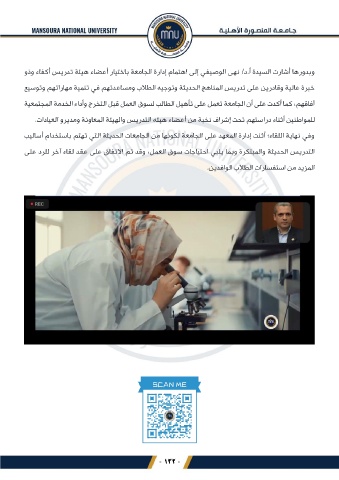 MANSOURA NATIONAL UNIVERSITY
جامعة المنصورة الأهلية
وبدورها أشارت السيدة أ.د/ نهى الوصيفي إلى اهتمام إدارة الجامعة باختيار أعضاء هيئة تدريس أكفاء وذو
خبرة عالية وقادرين على تدريس المناهج الحديثة وتوجيه الطلاب ومساعدتهم في تنمية مهاراتهم وتوسيع
آفاقهم، كما أكدت على أن الجامعة تعمل على تأهيل الطالب لسوق العمل قبل التخرج وأداء الخدمة المجتمعية
للمواطنين أثناء دراستهم تحت إشراف نخبة من أعضاء هيئة التدريس والهيئة المعاونة ومديرو العيادات.
وفي نهاية اللقاء؛ أثنت إدارة المعهد على الجامعة لكونها من الجامعات الحديثة التي تهتم باستخدام أساليب
التدريس الحديثة والمبتكرة وبما يلبي احتياجات سوق العمل، وقد تم الاتفاق على عقد لقاء آخر للرد على
المزيد من استفسارات الطلاب الوافدين.
REC
SCAN ME
- ١٢٢ -